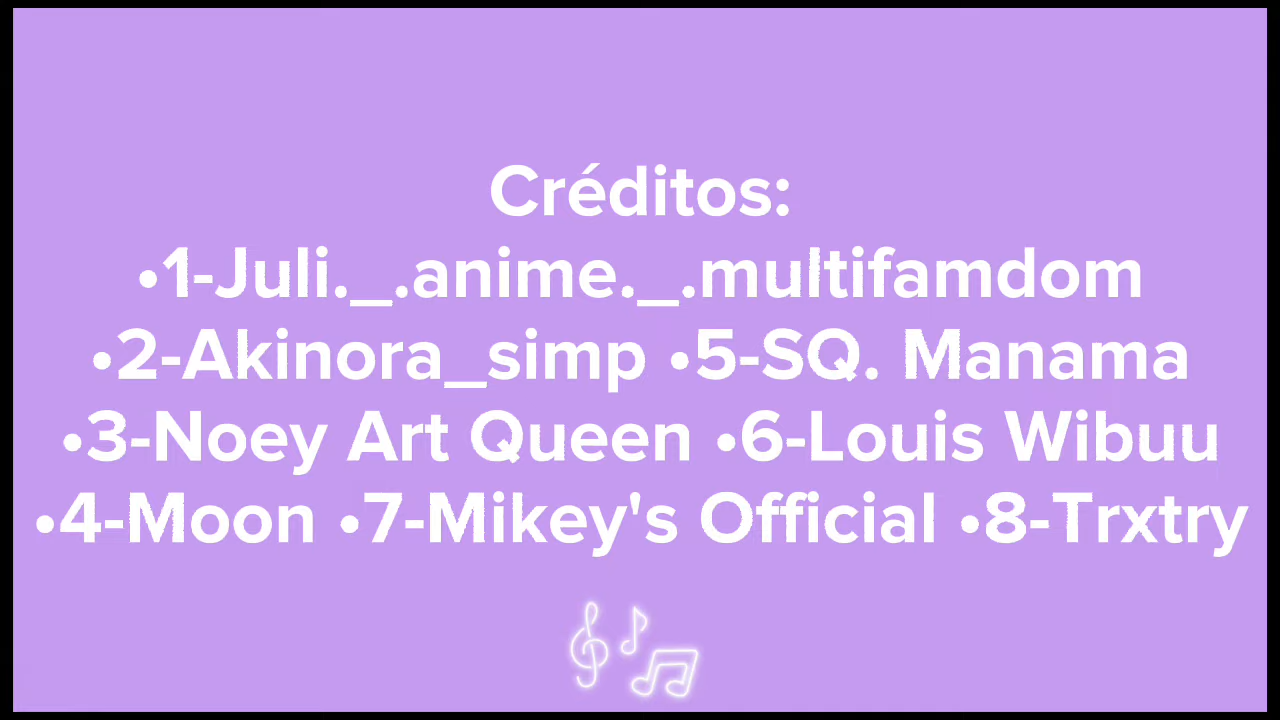 Créditos:
•1-Juli._.anime._.multifamdom
•2-Akinora_simp •5-SQ. Manama
•3-Noey Art Queen •6-Louis Wibuu
•4-Moon •7-Mikey's Official •8-Trxtry